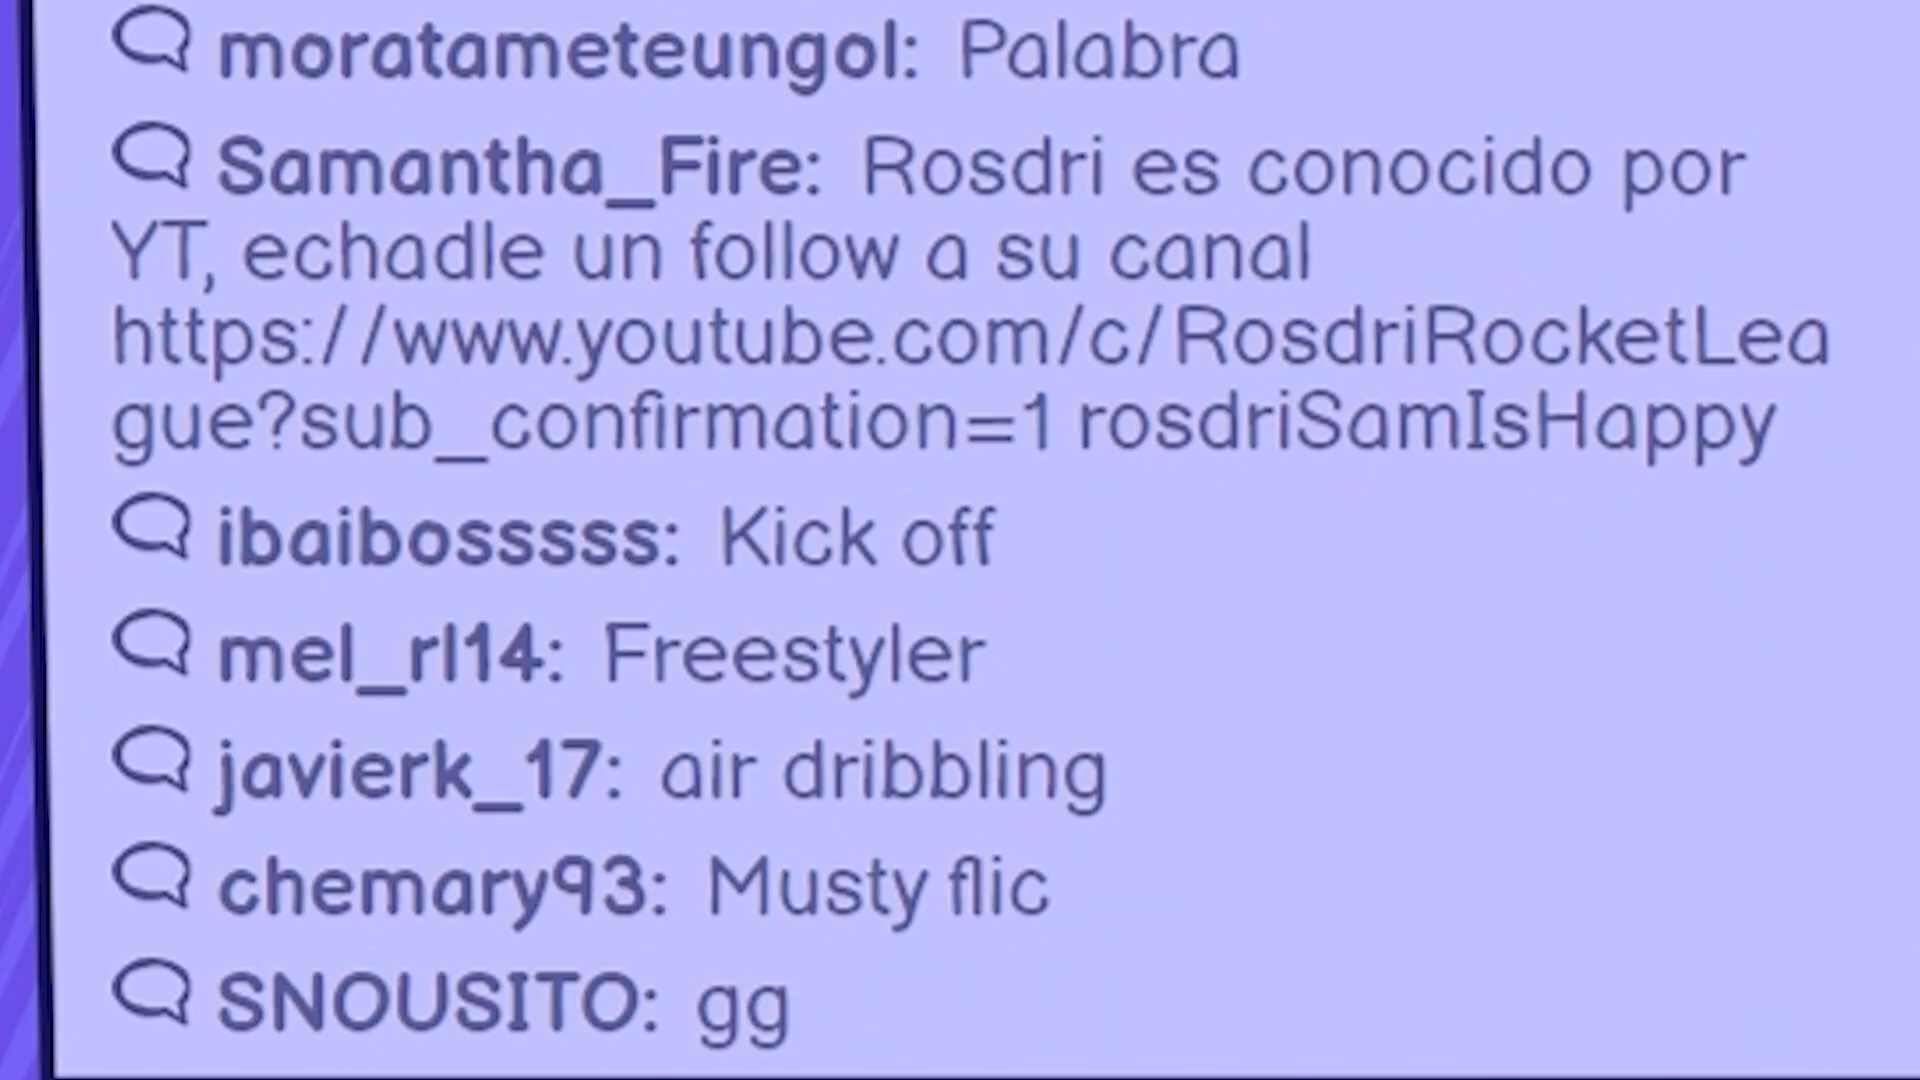 moratameteungol: Palabra
Samantha_Fire: Rosdri es conocido por
YT, echadle un follow a su canal
https://www.youtube.com/c/RosdriRocketLea
gue?sub_confirmation=1 rosdriSamIsHappy
ibaibosssss: Kick off
mel_rl14: Freestyler
javierk_17: air dribbling
chemary93: Musty flic
SNOUSITO: gg